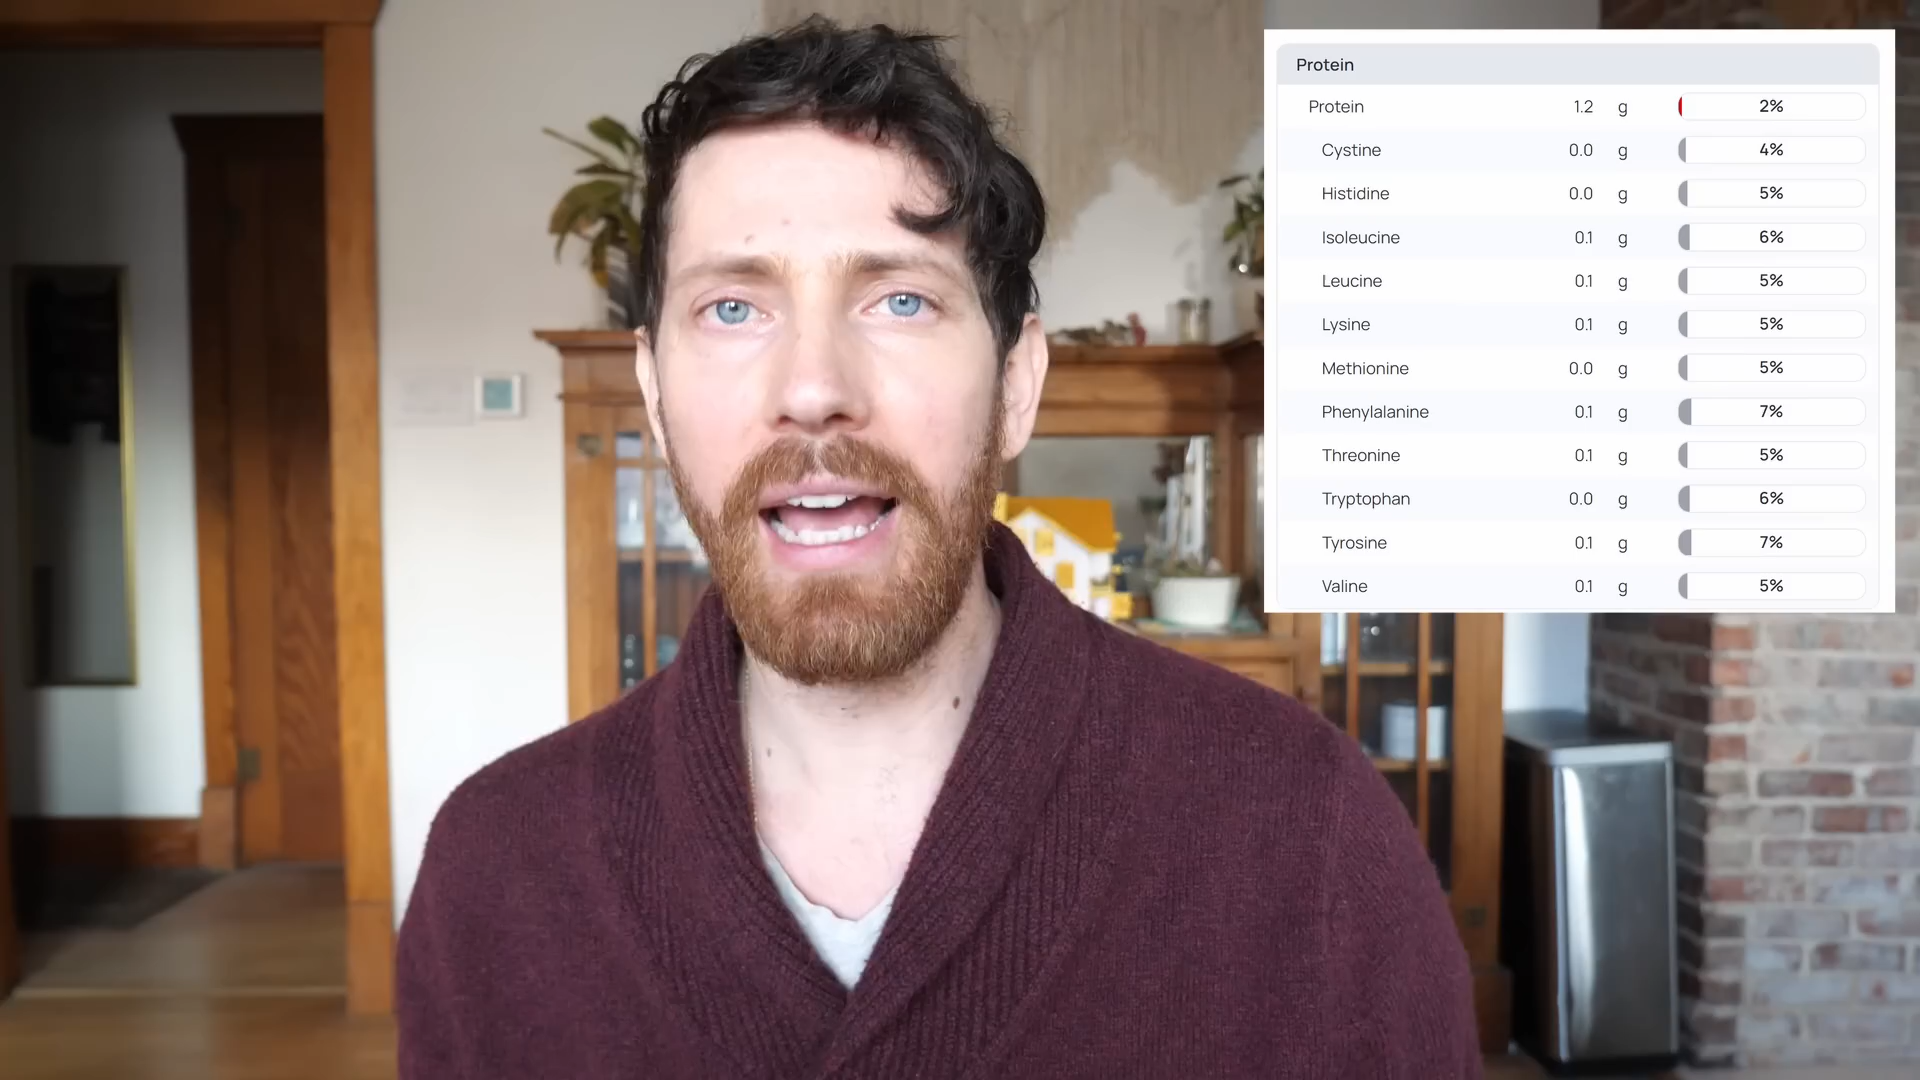 Protein
Protein 1.2 g 2%
Cystine 0.0 g 4%
Histidine 0.0 g 5%
Isoleucine 0.1 g 6%
Leucine 0.1 g 5%
Lysine 0.1 g 5%
Methionine 0.0 g 5%
Phenylalanine 0.1 g 7%
Threonine 0.1 g 5%
Tryptophan 0.0 g 6%
Tyrosine 0.1 g 7%
Valine 0.1 g 5%